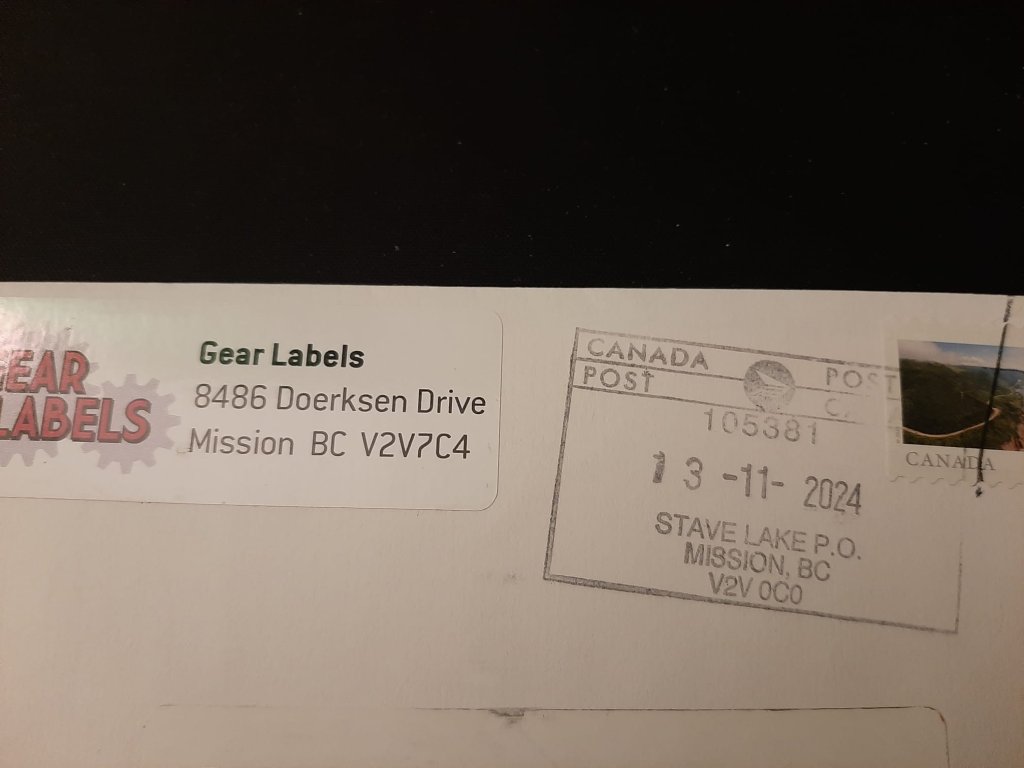 EAR
LABELS
Gear Labels
8486 Doerksen Drive
Mission BC V2V7C4
CANADA POST
POST
105381
13 -11- 2024
STAVE LAKE P.O.
MISSION, BC
V2V 0C0
CANADA